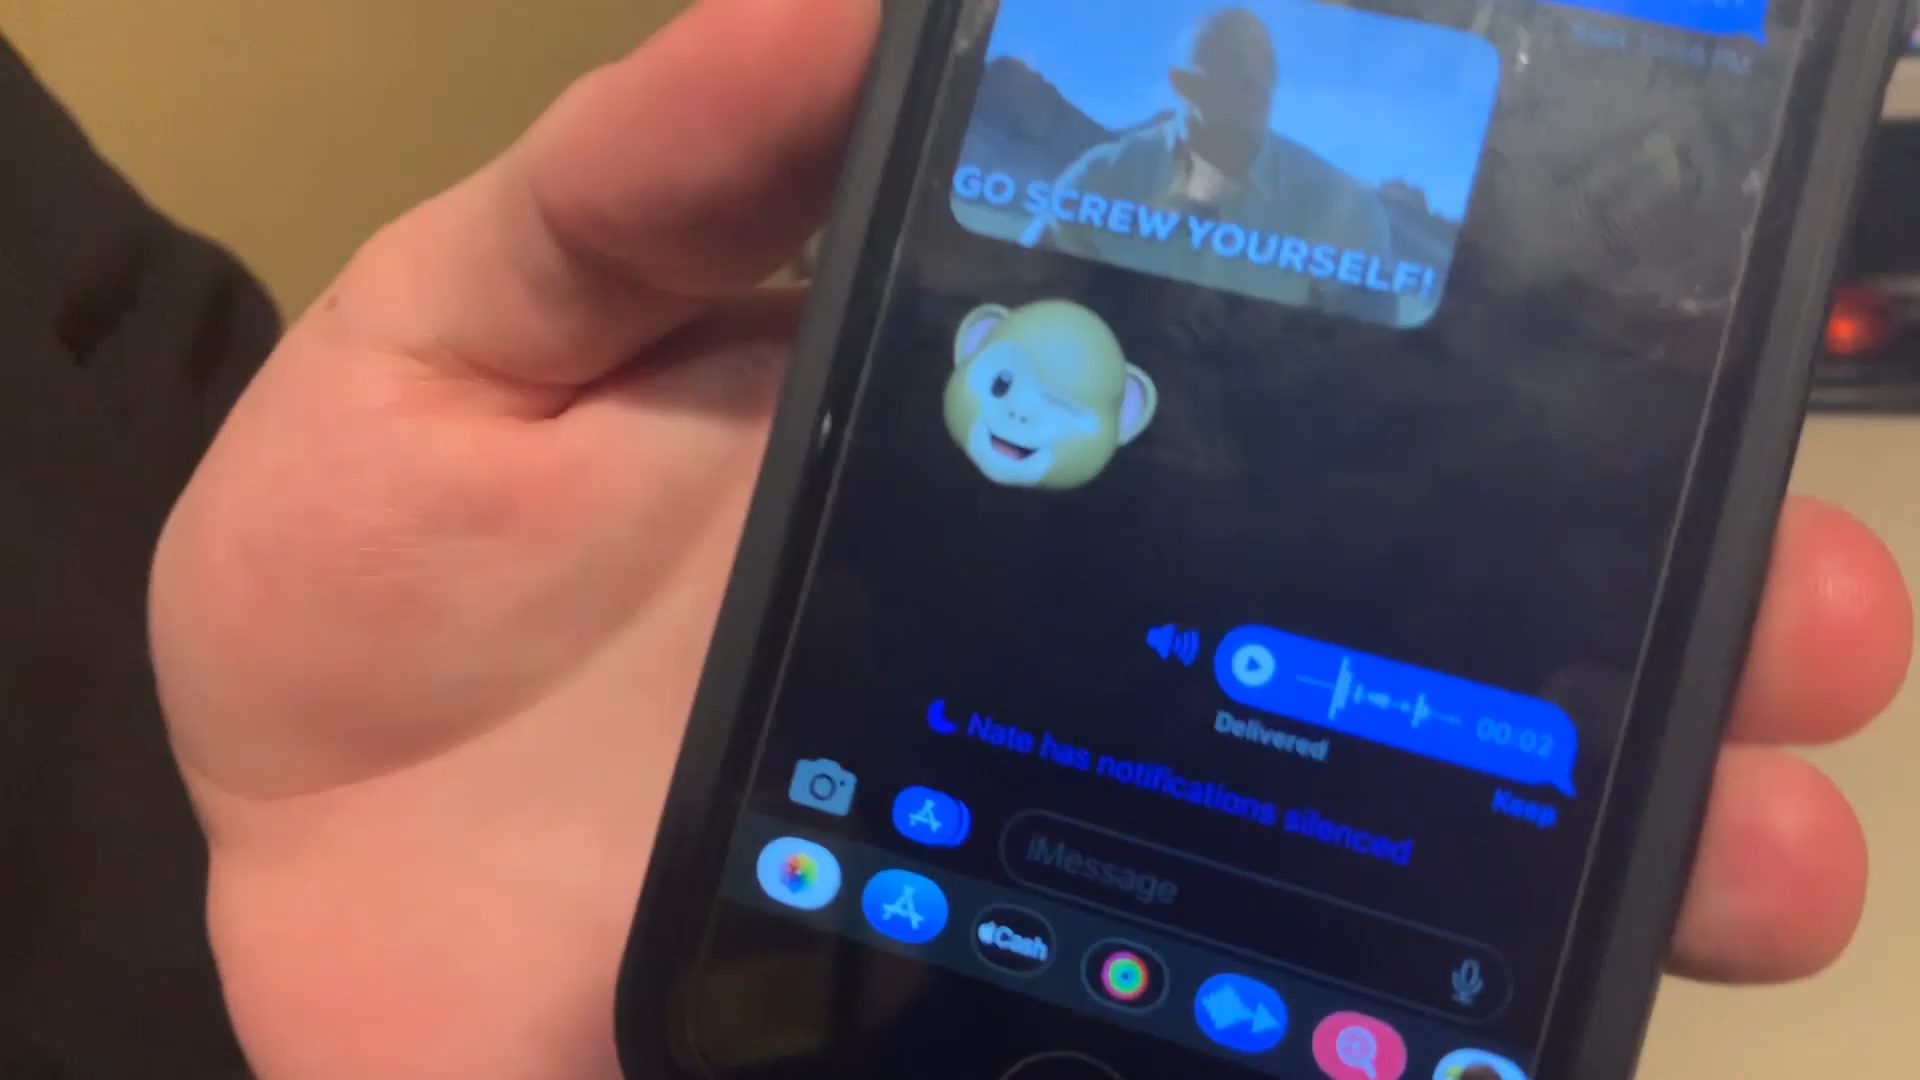 GO SCREW YOURSELF!
00:02
Delivered
Keep
Nate has notifications silenced
iMessage
Cash